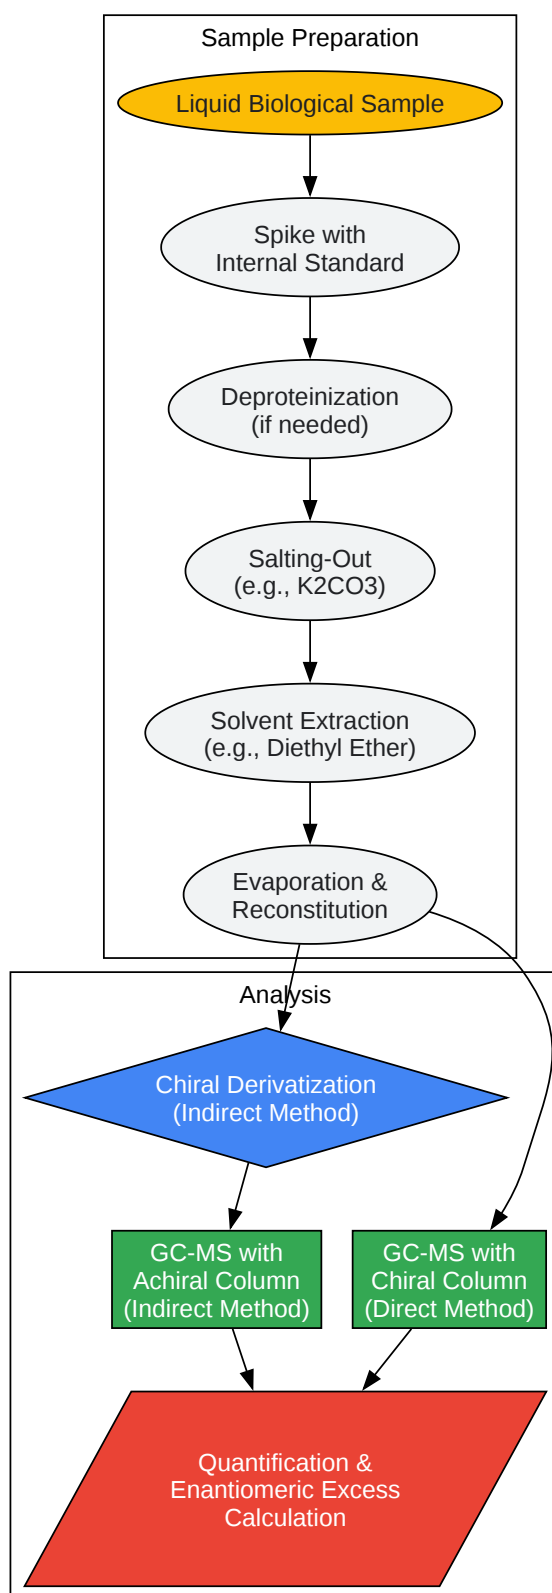 Sample Preparation
Liquid Biological Sample
Spike with
Internal Standard
Deproteinization
(if needed)
Salting-Out
(e.g., K2CO3)
Solvent Extraction
(e.g., Diethyl Ether)
Evaporation &
Reconstitution
Analysis
Chiral Derivatization
(Indirect Method)
GC-MS with
Achiral Column
(Indirect Method)
GC-MS with
Chiral Column
(Direct Method)
Quantification &
Enantiomeric Excess
Calculation